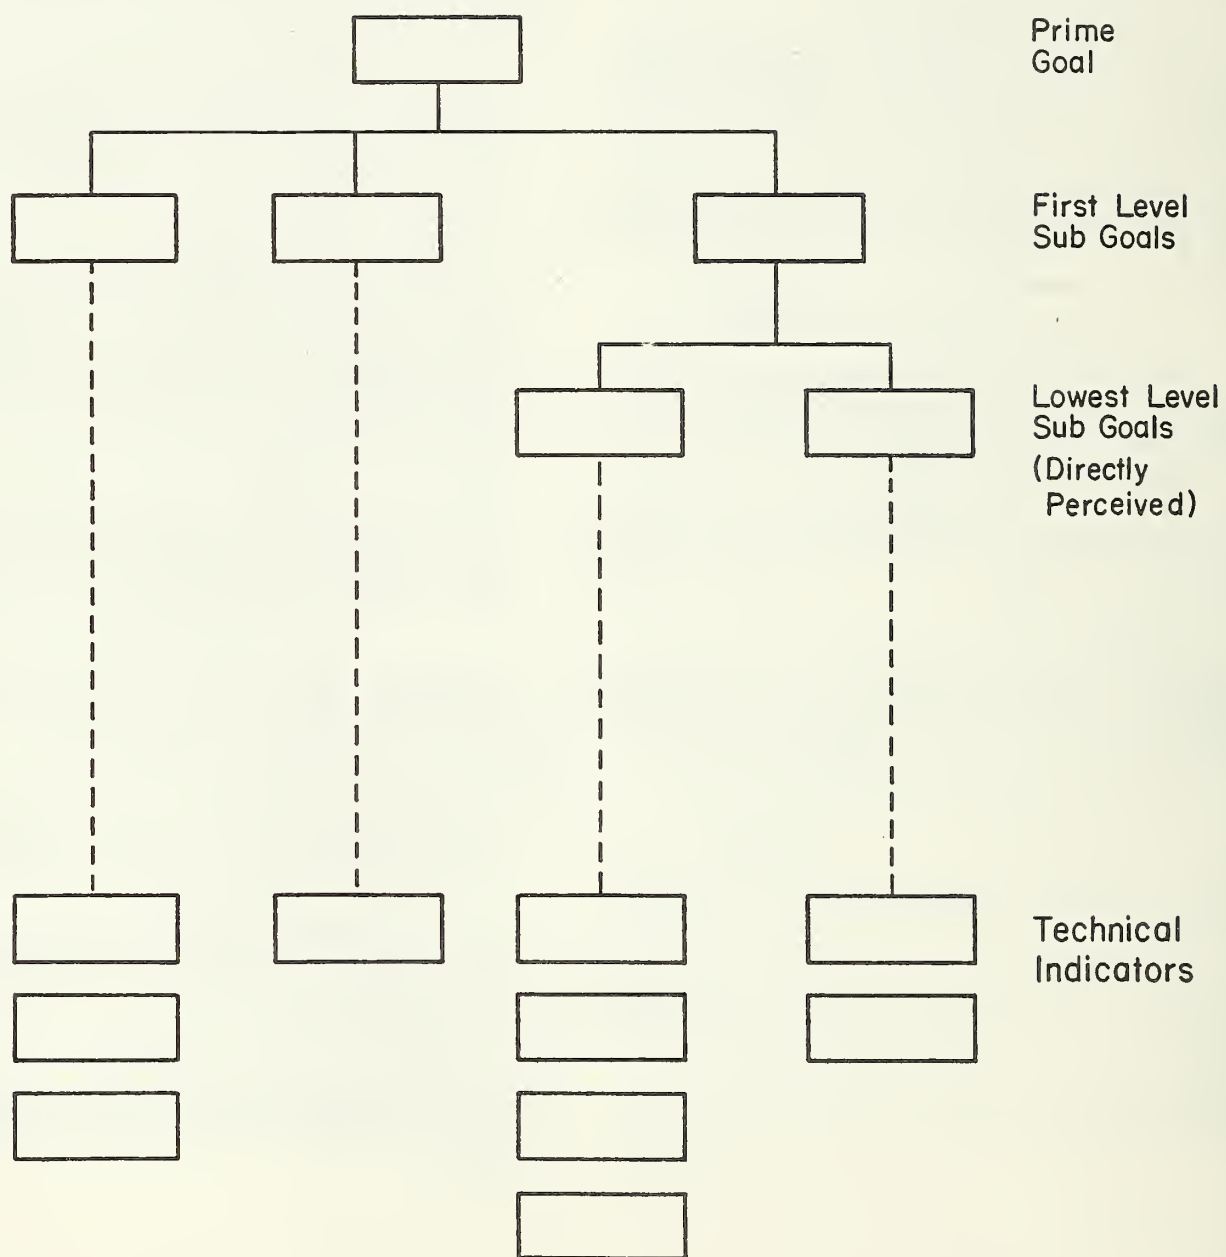 Prime
Goal
First Level
Sub Goals
Lowest Level
Sub Goals
(Directly
Perceived)
Technical
Indicators